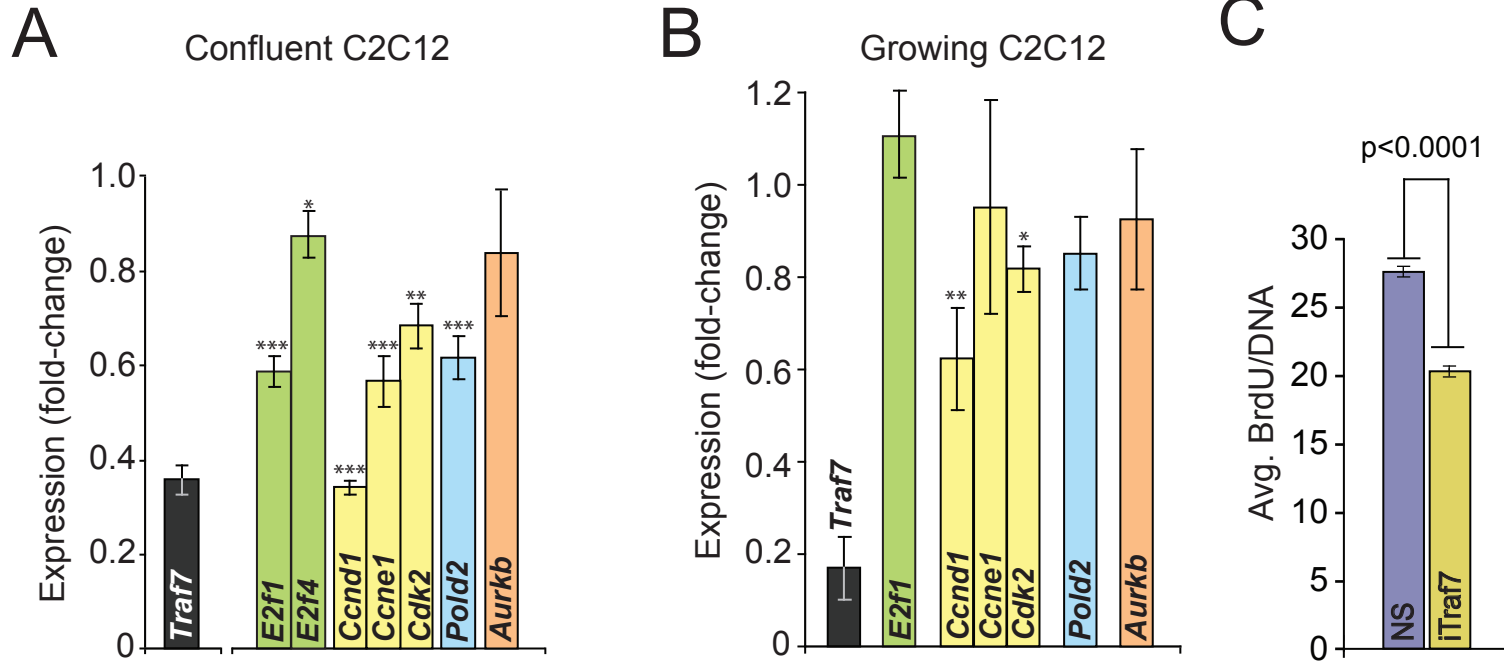 A
Confluent C2C12
Expression (fold-change)
1.0
0.8
0.6
0.4
0.2
0
Traf7
***
E2f1
*
E2f4
***
Ccnd1
***
Ccne1
**
Cdk2
***
Pold2
Aurkb
B
Growing C2C12
Expression (fold-change)
1.2
1.0
0.8
0.6
0.4
0.2
0
Traf7
E2f1
**
Ccnd1
Ccne1
*
Cdk2
Pold2
Aurkb
C
p<0.0001
Avg. BrdU/DNA
30
25
20
15
10
5
0
NS
iTraf7